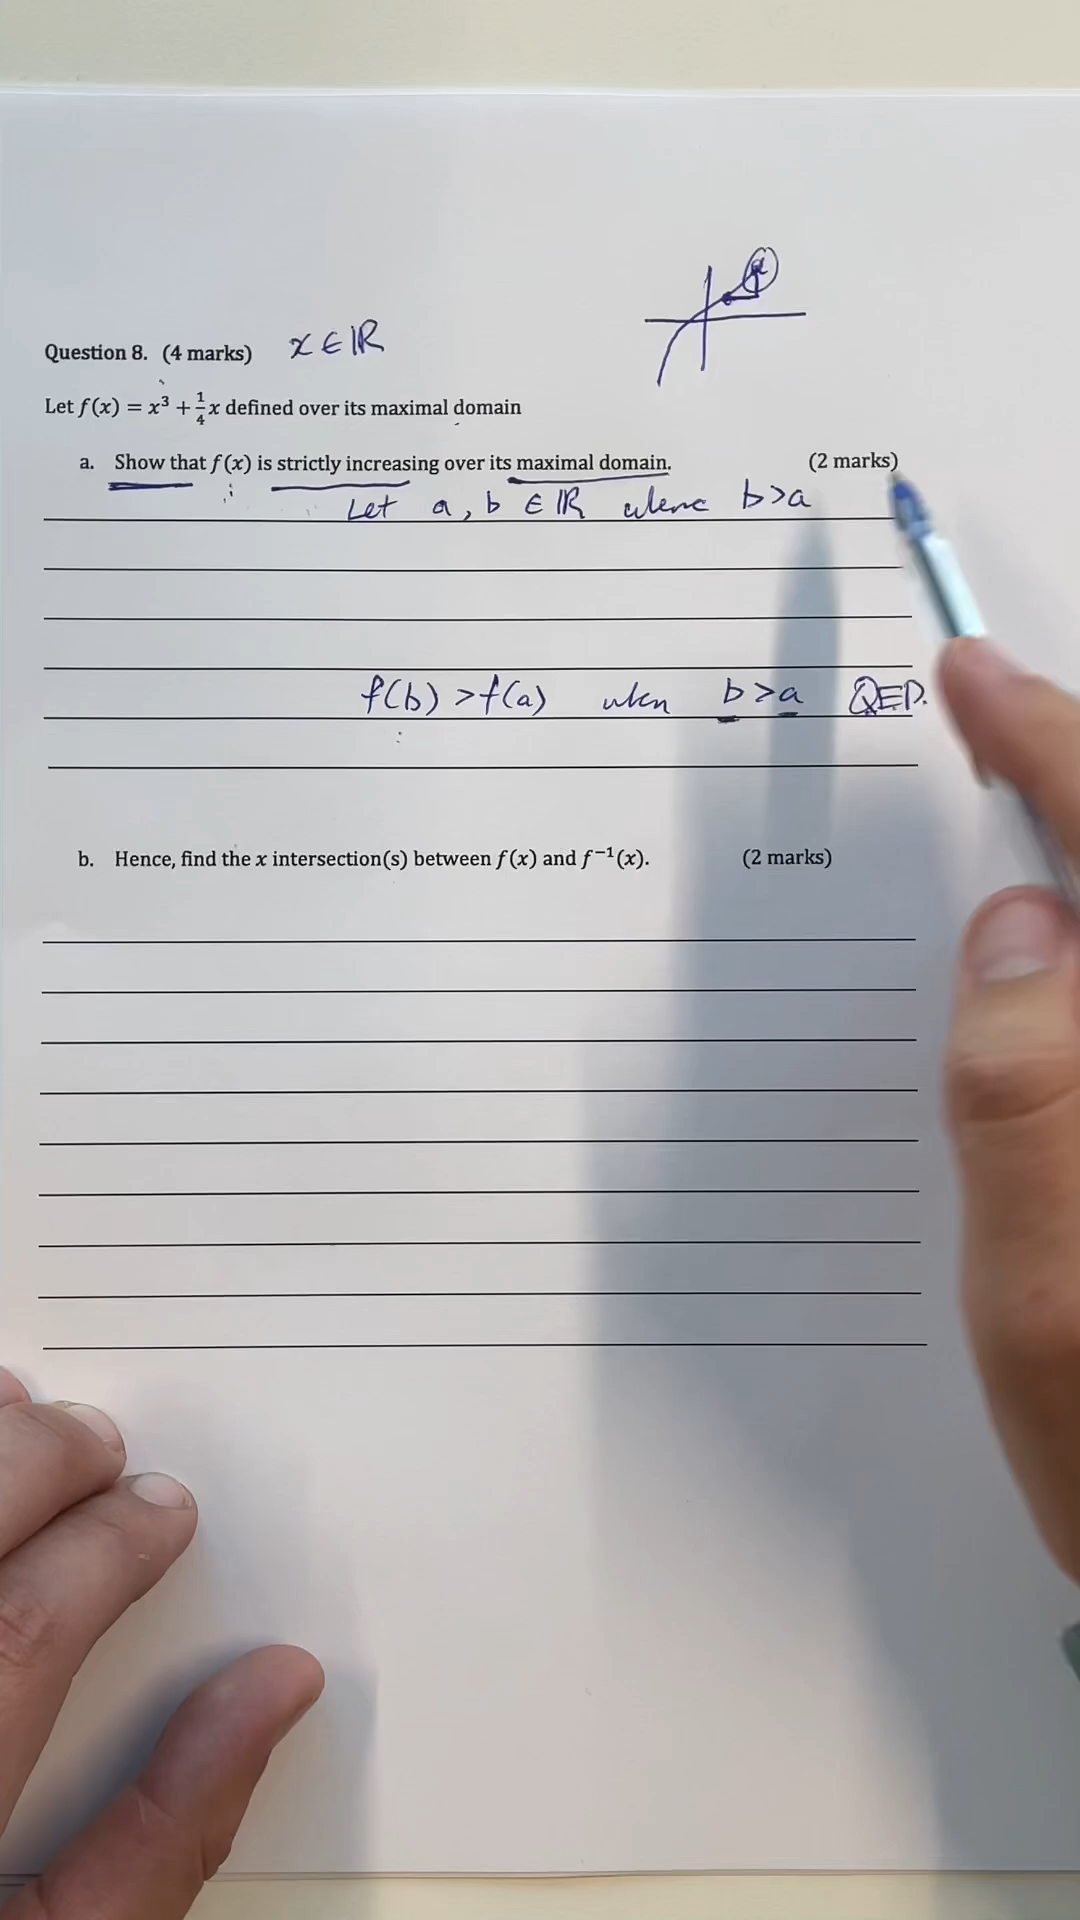 Question 8. (4 marks) x ∈ ℝ
Let f(x) = x³ + ¼x defined over its maximal domain
a. Show that f(x) is strictly increasing over its maximal domain. (2 marks)
Let a, b ∈ ℝ where b>a
f(b) > f(a) when b>a QED.
b. Hence, find the x intersection(s) between f(x) and f⁻¹(x). (2 marks)